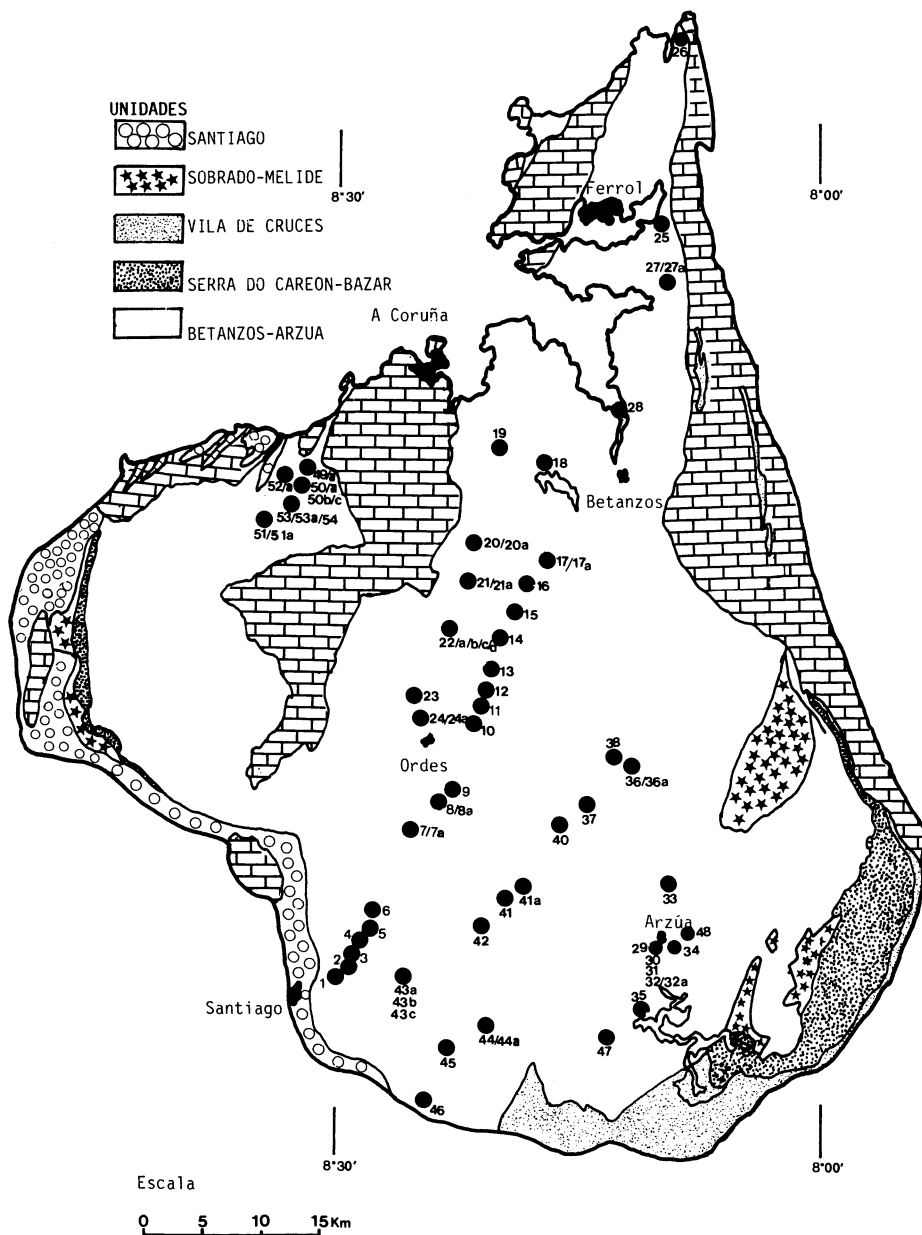 26
UNIDADES
SANTIAGO
SOBRADO-MELIDE
VILA DE CRUCES
SERRA DO CAREON-BAZAR
BETANZOS-ARZUA
8°30′
8°00′
Ferrol
25
27/27a
A Coruña
28
19
18
Betanzos
49/a
52/a
50/a
50b/c
53/53a/54
51/51a
20/20a
17/17a
21/21a
16
15
22/a/b/c/d
14
13
12
23
11
24/24a
10
Ordes
38
36/36a
9
8/8a
37
7/7a
40
33
41a
41
6
42
5
4
3
2
1
Arzúa
48
29
34
30
31
32/32a
43a
43b
43c
Santiago
35
44/44a
47
45
46
8°30′
8°00′
Escala
0 5 10 15Km